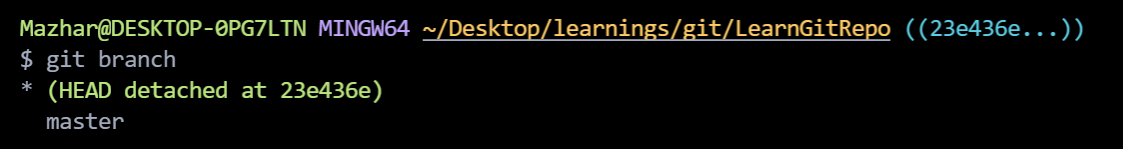 Mazhar@DESKTOP-0PG7LTN MINGW64 ~/Desktop/learnings/git/LearnGitRepo ((23e436e...))
$ git branch
* (HEAD detached at 23e436e)
  master